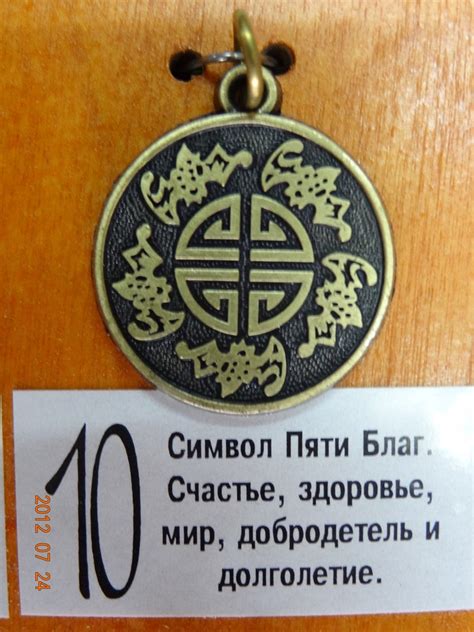 10
Символ Пяти Благ.
Счастье, здоровье,
мир, добродетель и
долголетие.
2012 07 24